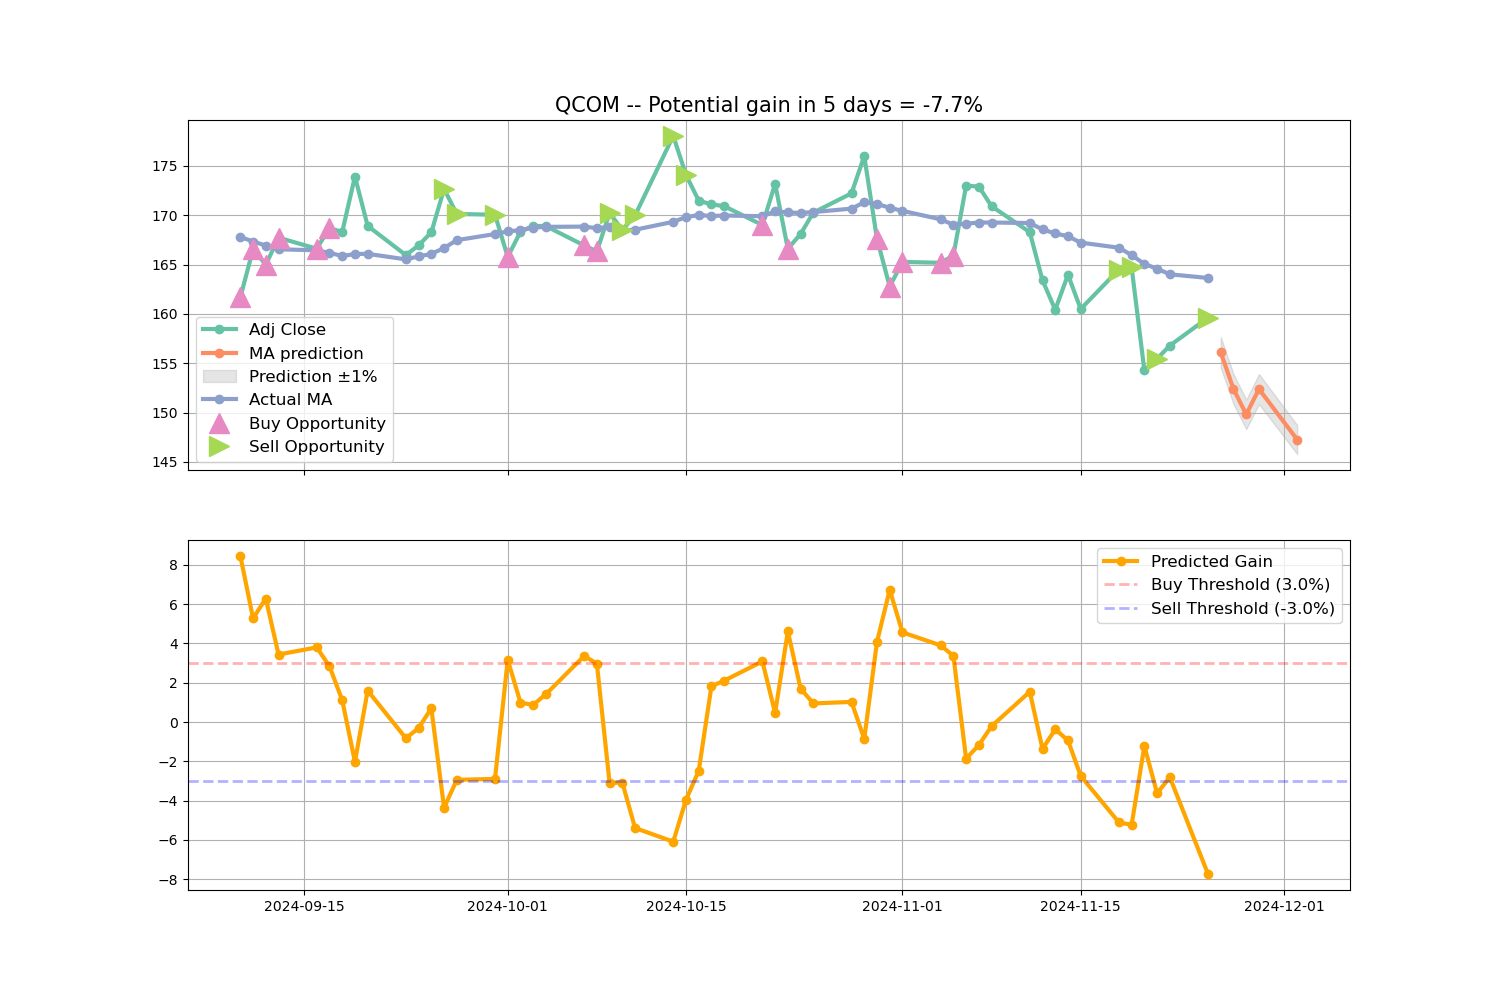 QCOM -- Potential gain in 5 days = -7.7%
175
170
165
160
155
150
145
Adj Close
MA prediction
Prediction ±1%
Actual MA
Buy Opportunity
Sell Opportunity
8
6
4
2
0
−2
−4
−6
−8
Predicted Gain
Buy Threshold (3.0%)
Sell Threshold (-3.0%)
2024-09-15 2024-10-01 2024-10-15 2024-11-01 2024-11-15 2024-12-01